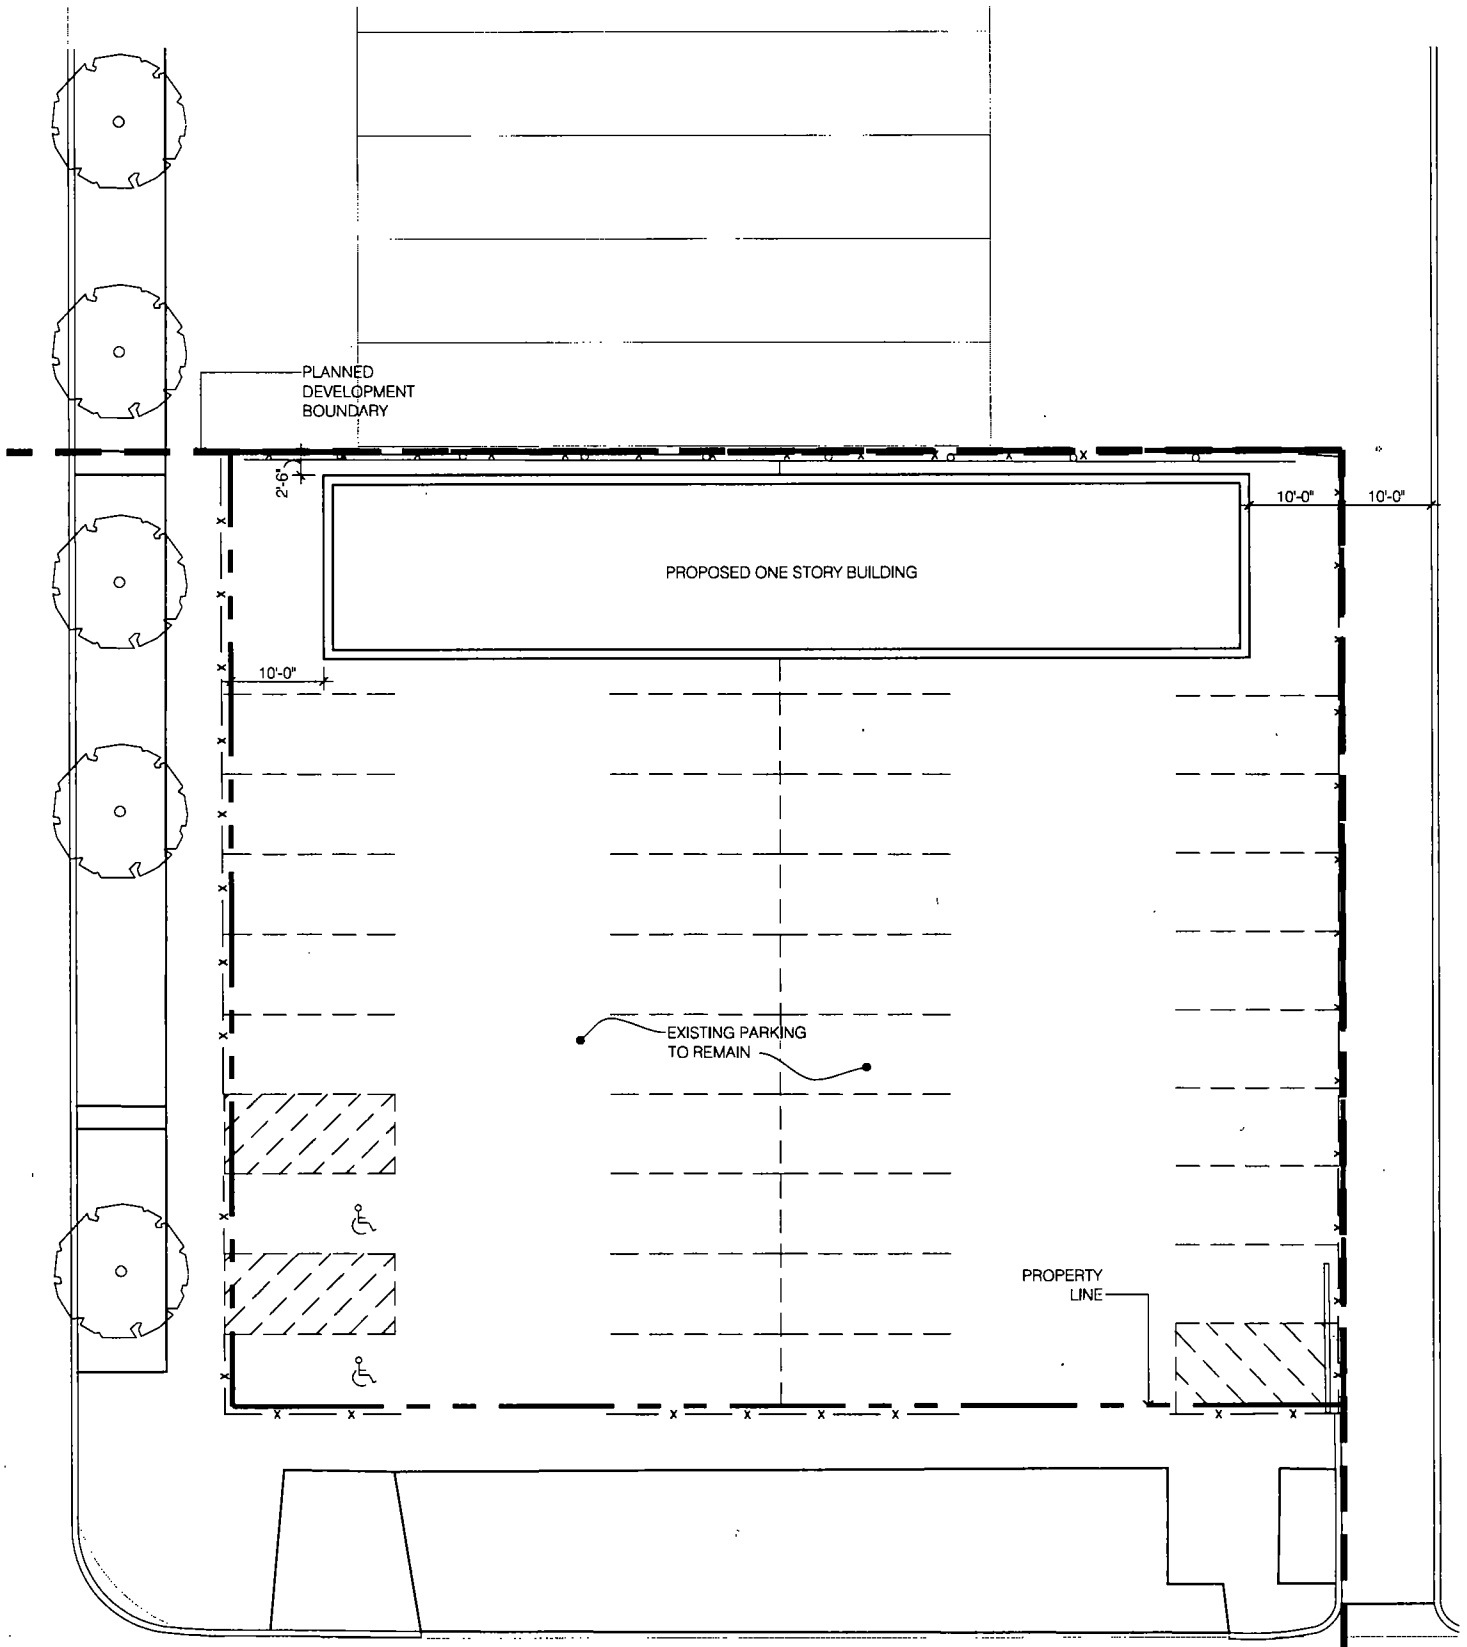 PLANNED
DEVELOPMENT
BOUNDARY
2'-6"
10'-0"
10'-0"
PROPOSED ONE STORY BUILDING
10'-0"
EXISTING PARKING
TO REMAIN
PROPERTY
LINE